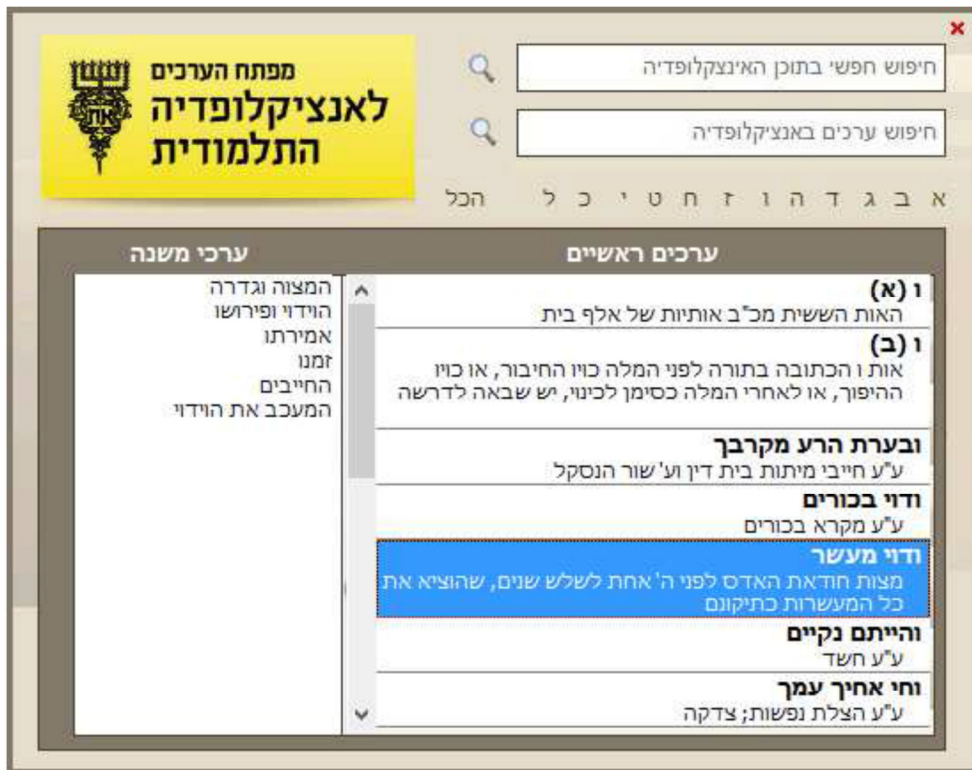 חיפוש חפשי בתוכן האינצקלופדיה
חיפוש ערכים באנציקלופדיה
מפתח הערכים
לאנציקלופדיה
התלמודית
א ב ג ד ה ו ז ח ט י כ ל הכל
ערכים ראשיים
ו (א)
האות הששית מכ"ב אותיות של אלף בית
ו (ב)
אות ו הכתובה בתורה לפני המלה כויו החיבור, או כויו
ההיפוך, או לאחרי המלה כסימן לכינוי, יש שבאה לדרשה
ובערת הרע מקרבך
ע"ע חייבי מיתות בית דין וע' שור הנסקל
ודוי בכורים
ע"ע מקרא בכורים
ודוי מעשר
מצות חודאת האדס לפני ה' אחת לשלש שנים, שהוציא את
כל המעשרות כתיקונם
והייתם נקיים
ע"ע חשד
וחי אחיך עמך
ע"ע הצלת נפשות; צדקה
ערכי משנה
המצוה וגדרה
הוידוי ופירושו
אמירתו
זמנו
החייבים
המעכב את הוידוי